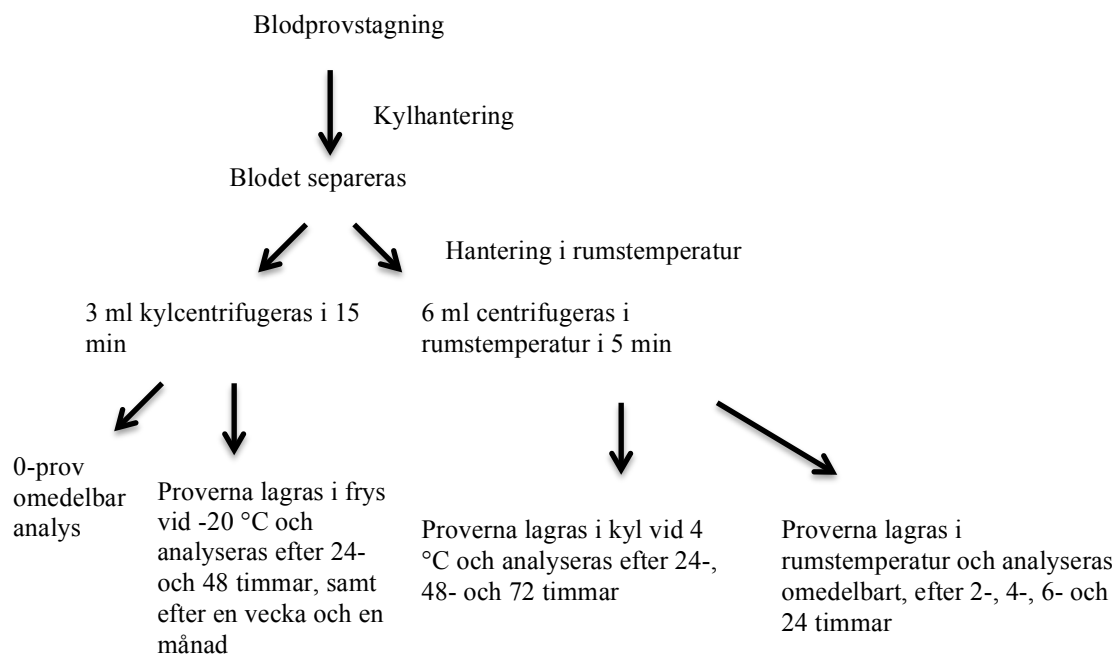 Blodprovstagning
Kylhantering
Blodet separeras
Hantering i rumstemperatur
3 ml kylcentrifugeras i 15
min
6 ml centrifugeras i
rumstemperatur i 5 min
0-prov
omedelbar
analys
Proverna lagras i frys
vid -20 °C och
analyseras efter 24-
och 48 timmar, samt
efter en vecka och en
månad
Proverna lagras i kyl vid 4
°C och analyseras efter 24-,
48- och 72 timmar
Proverna lagras i
rumstemperatur och analyseras
omedelbart, efter 2-, 4-, 6- och
24 timmar